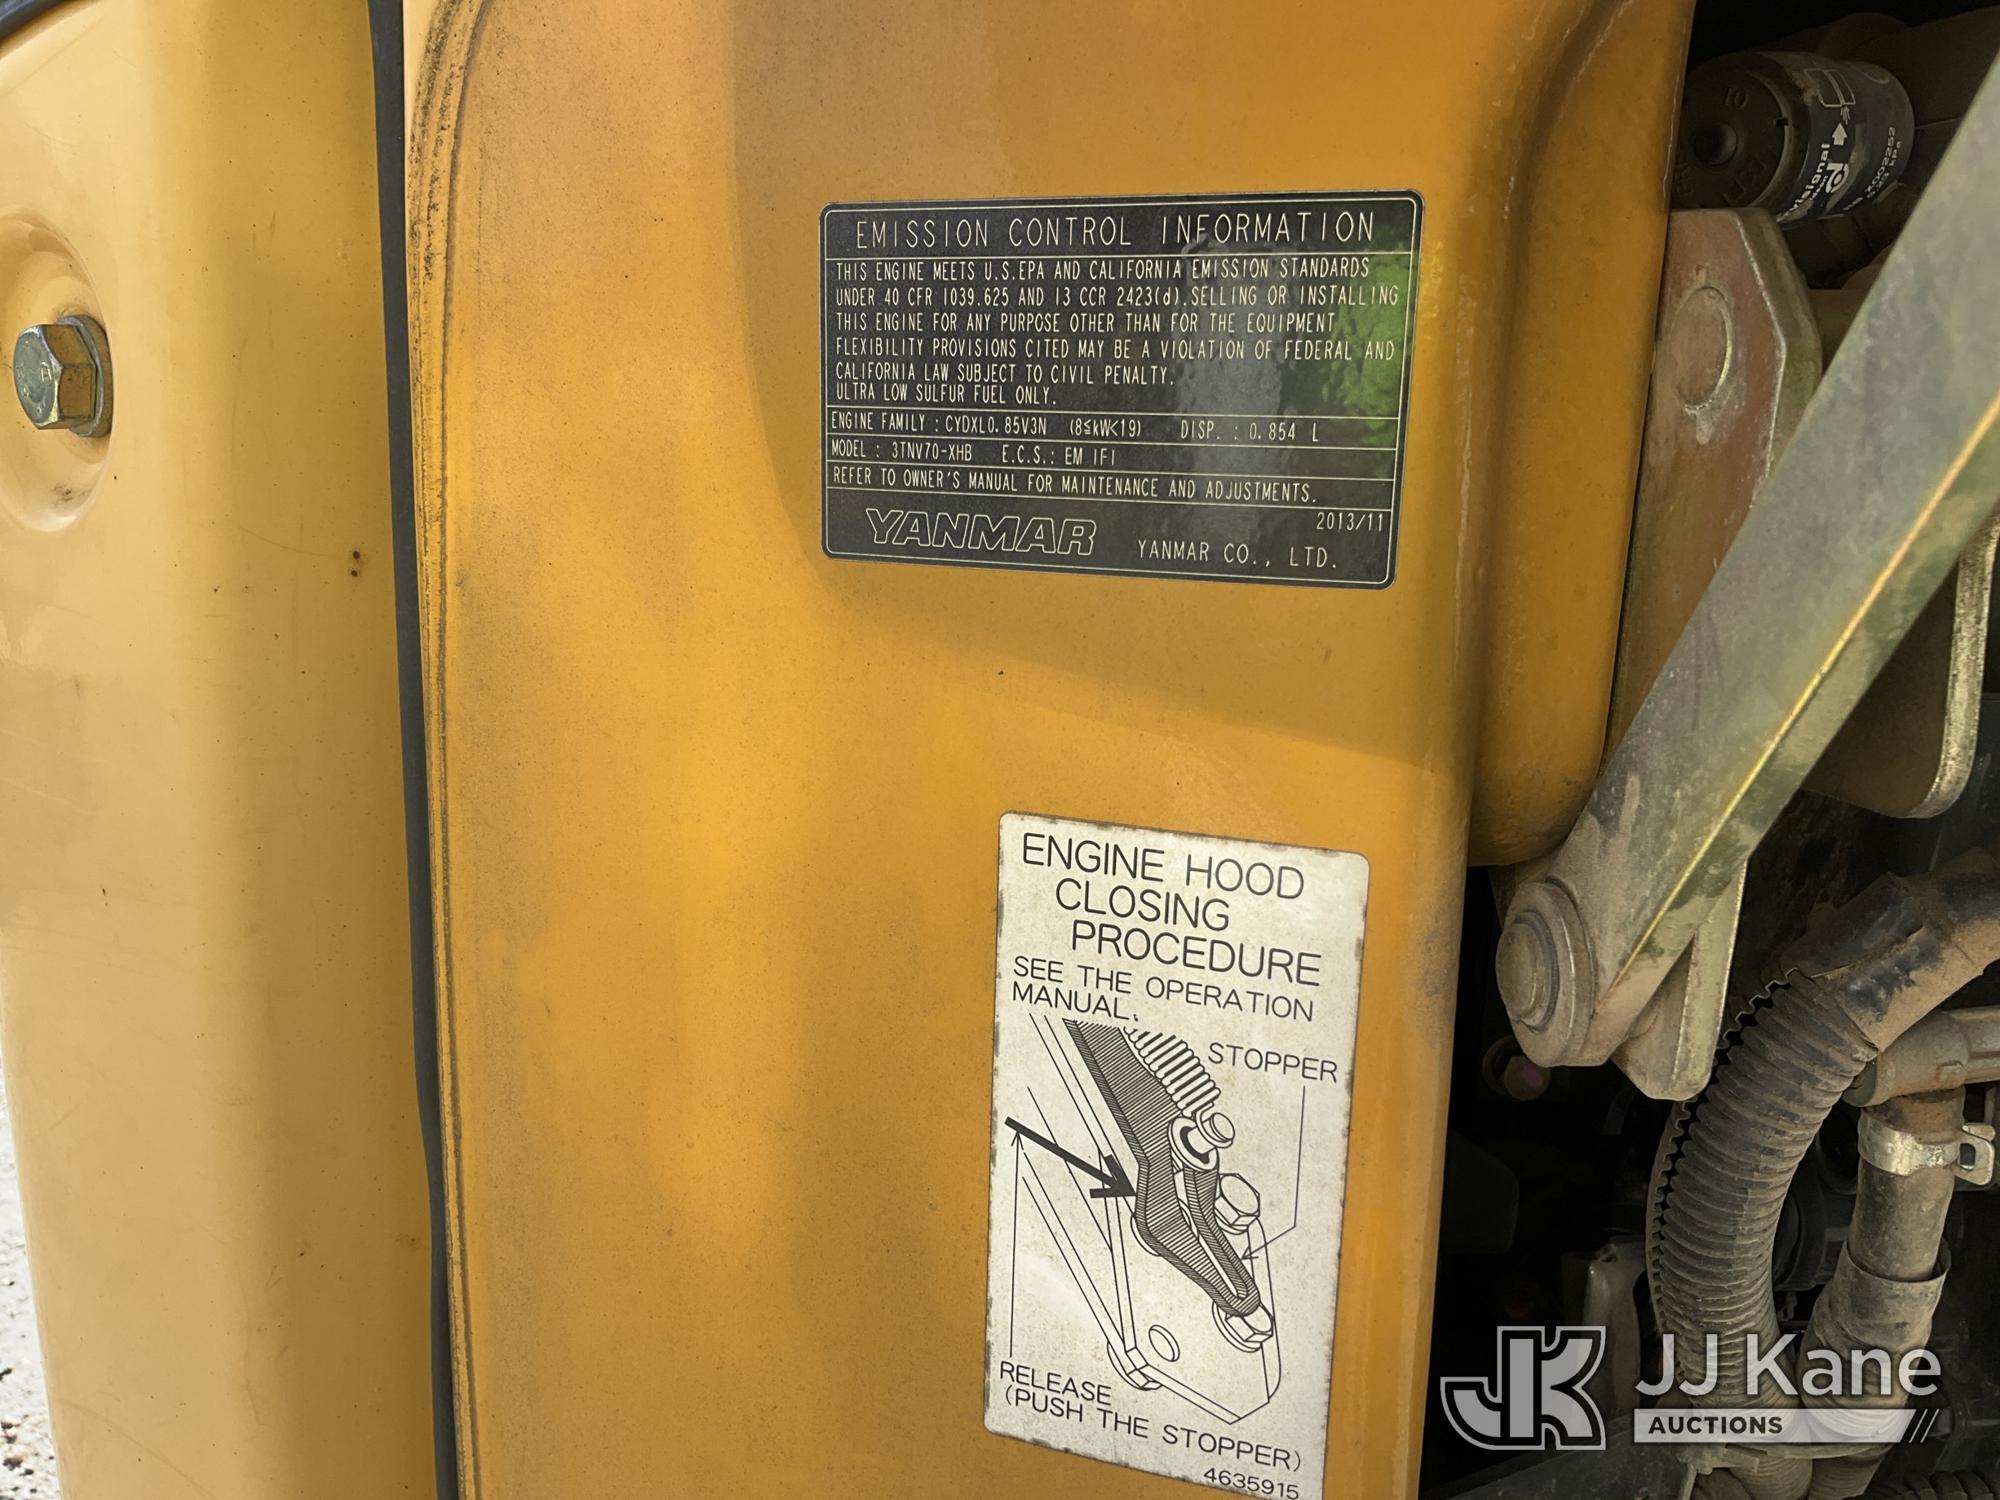 EMISSION CONTROL INFORMATION
THIS ENGINE MEETS U.S.EPA AND CALIFORNIA EMISSION STANDARDS
UNDER 40 CFR 1039.625 AND 13 CCR 2423(d).SELLING OR INSTALLING
THIS ENGINE FOR ANY PURPOSE OTHER THAN FOR THE EQUIPMENT
FLEXIBILITY PROVISIONS CITED MAY BE A VIOLATION OF FEDERAL AND
CALIFORNIA LAW SUBJECT TO CIVIL PENALTY.
ULTRA LOW SULFUR FUEL ONLY.
ENGINE FAMILY : CYDXL0.85V3N (8≦kW<19) DISP. : 0.854 L
MODEL : 3TNV70-XHB E.C.S.: EM IFI
REFER TO OWNER'S MANUAL FOR MAINTENANCE AND ADJUSTMENTS.
2013/11
YANMAR YANMAR CO., LTD.
ENGINE HOOD
CLOSING
PROCEDURE
SEE THE OPERATION
MANUAL.
STOPPER
RELEASE
(PUSH THE STOPPER)
4635915
X002252
JK JJ Kane
AUCTIONS